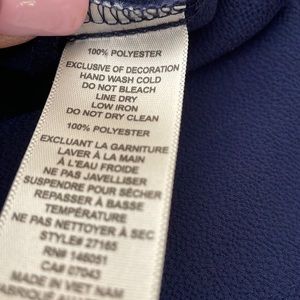 100% POLYESTER
EXCLUSIVE OF DECORATION
HAND WASH COLD
DO NOT BLEACH
LINE DRY
LOW IRON
DO NOT DRY CLEAN
100% POLYESTER
EXCLUANT LA GARNITURE
LAVER À LA MAIN
À L'EAU FROIDE
NE PAS JAVELLISER
SUSPENDRE POUR SÉCHER
REPASSER À BASSE
TEMPÉRATURE
NE PAS NETTOYER À SEC
STYLE# 27165
RN# 146051
CA# 07043
MADE IN VIET NAM